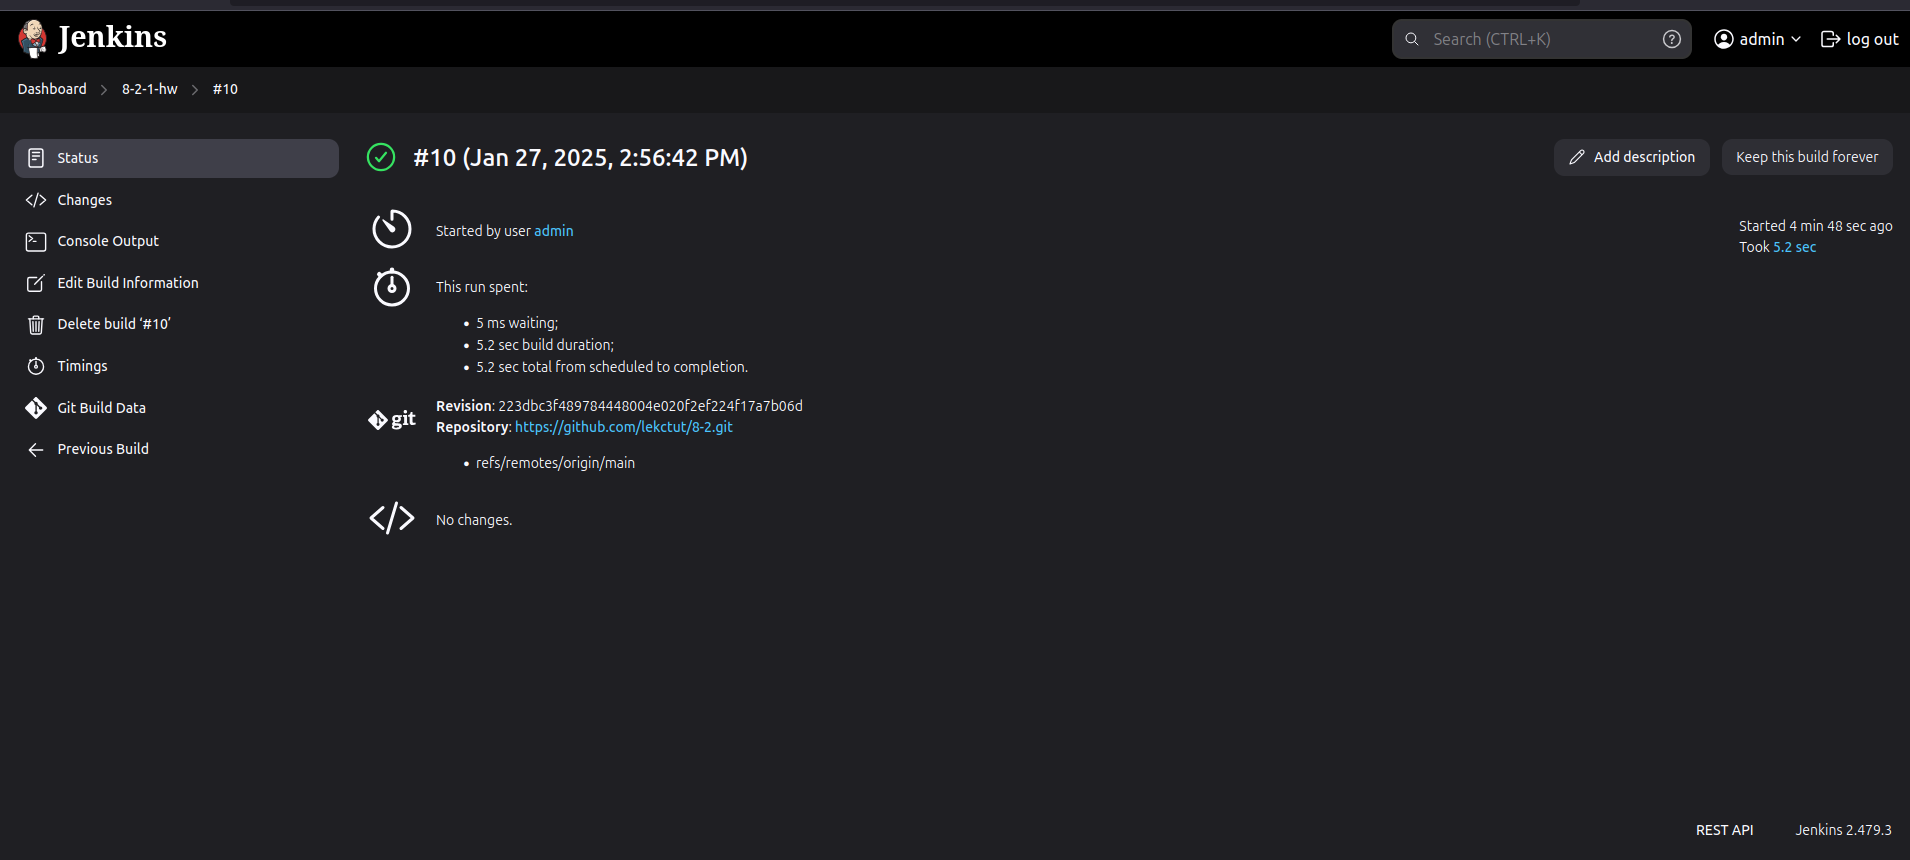 Jenkins
Search (CTRL+K)
?
admin
log out
Dashboard
8-2-1-hw
#10
Status
Changes
Console Output
Edit Build Information
Delete build ‘#10’
Timings
Git Build Data
Previous Build
#10 (Jan 27, 2025, 2:56:42 PM)
Add description
Keep this build forever
Started by user admin
Started 4 min 48 sec ago
Took 5.2 sec
This run spent:
• 5 ms waiting;
• 5.2 sec build duration;
• 5.2 sec total from scheduled to completion.
git
Revision: 223dbc3f489784448004e020f2ef224f17a7b06d
Repository: https://github.com/lekctut/8-2.git
• refs/remotes/origin/main
No changes.
REST API
Jenkins 2.479.3